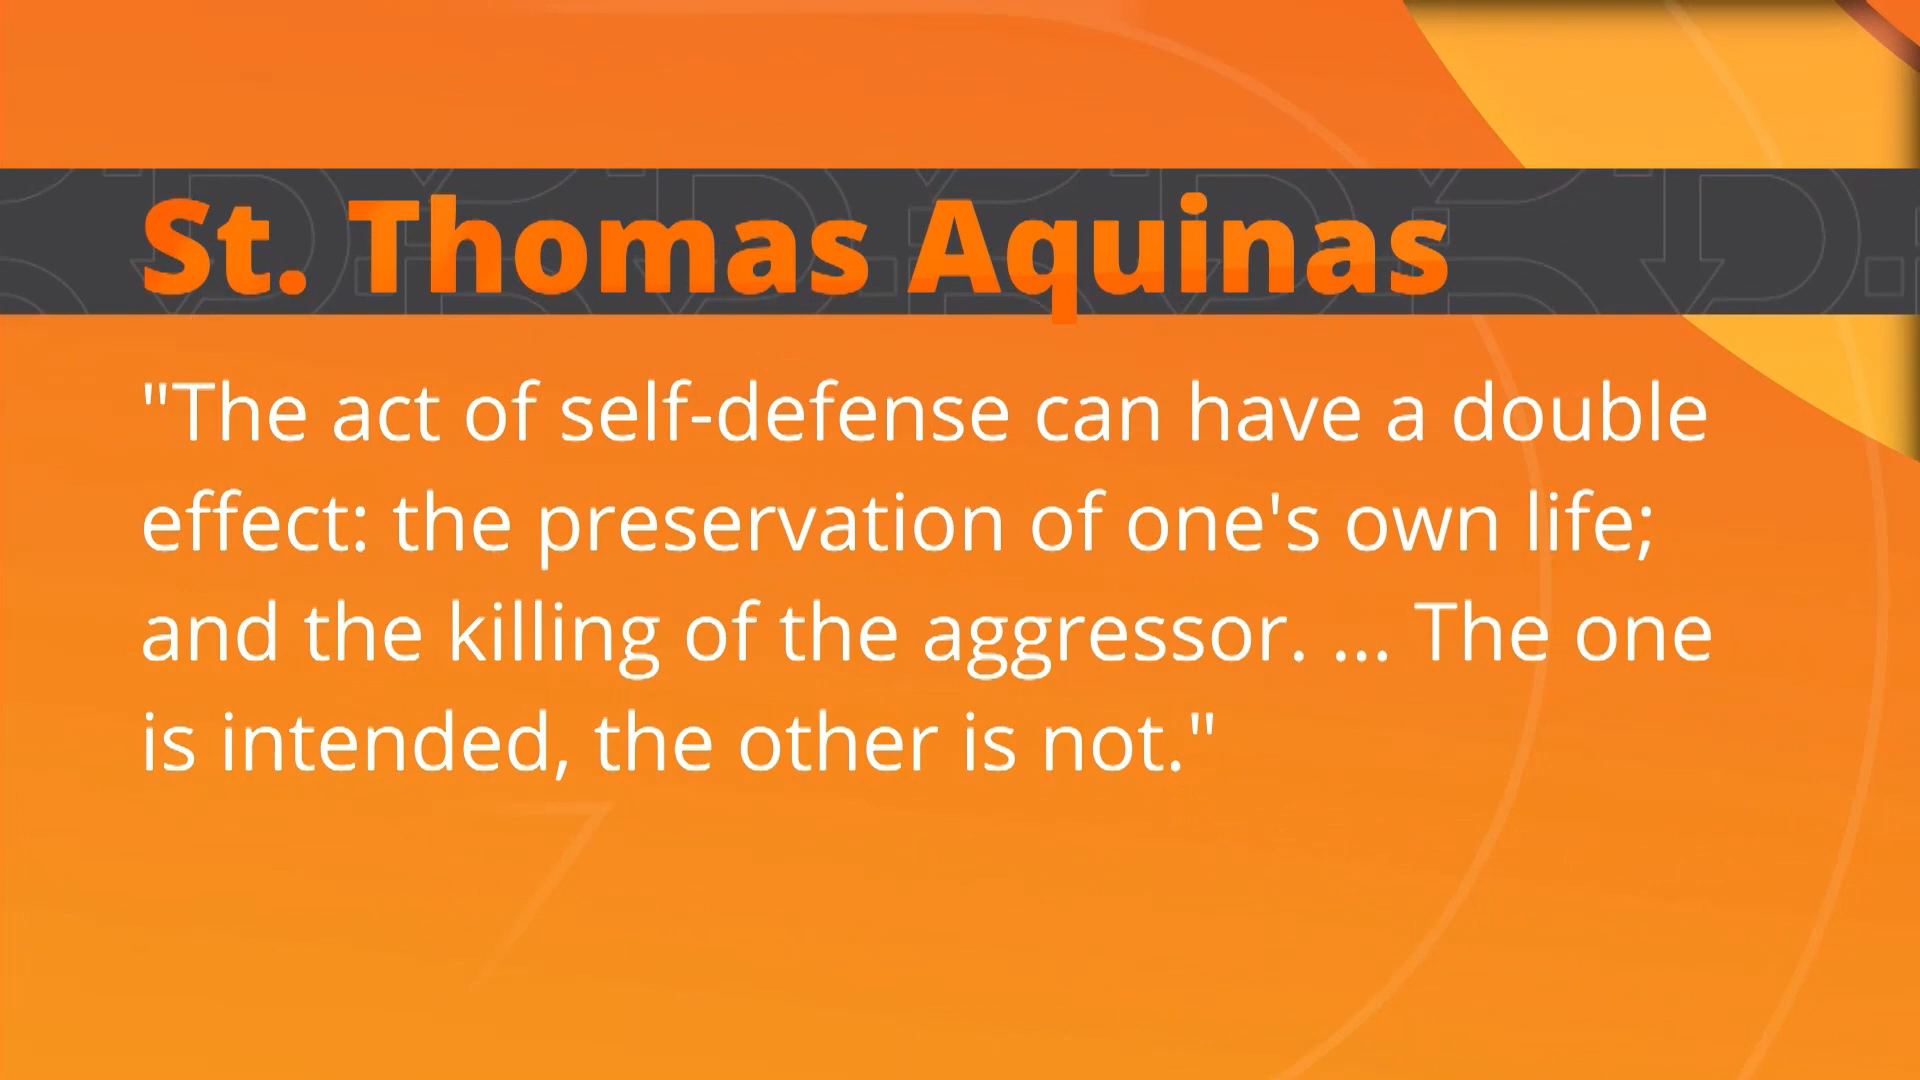 St. Thomas Aquinas
"The act of self-defense can have a double
effect: the preservation of one's own life;
and the killing of the aggressor. ... The one
is intended, the other is not."